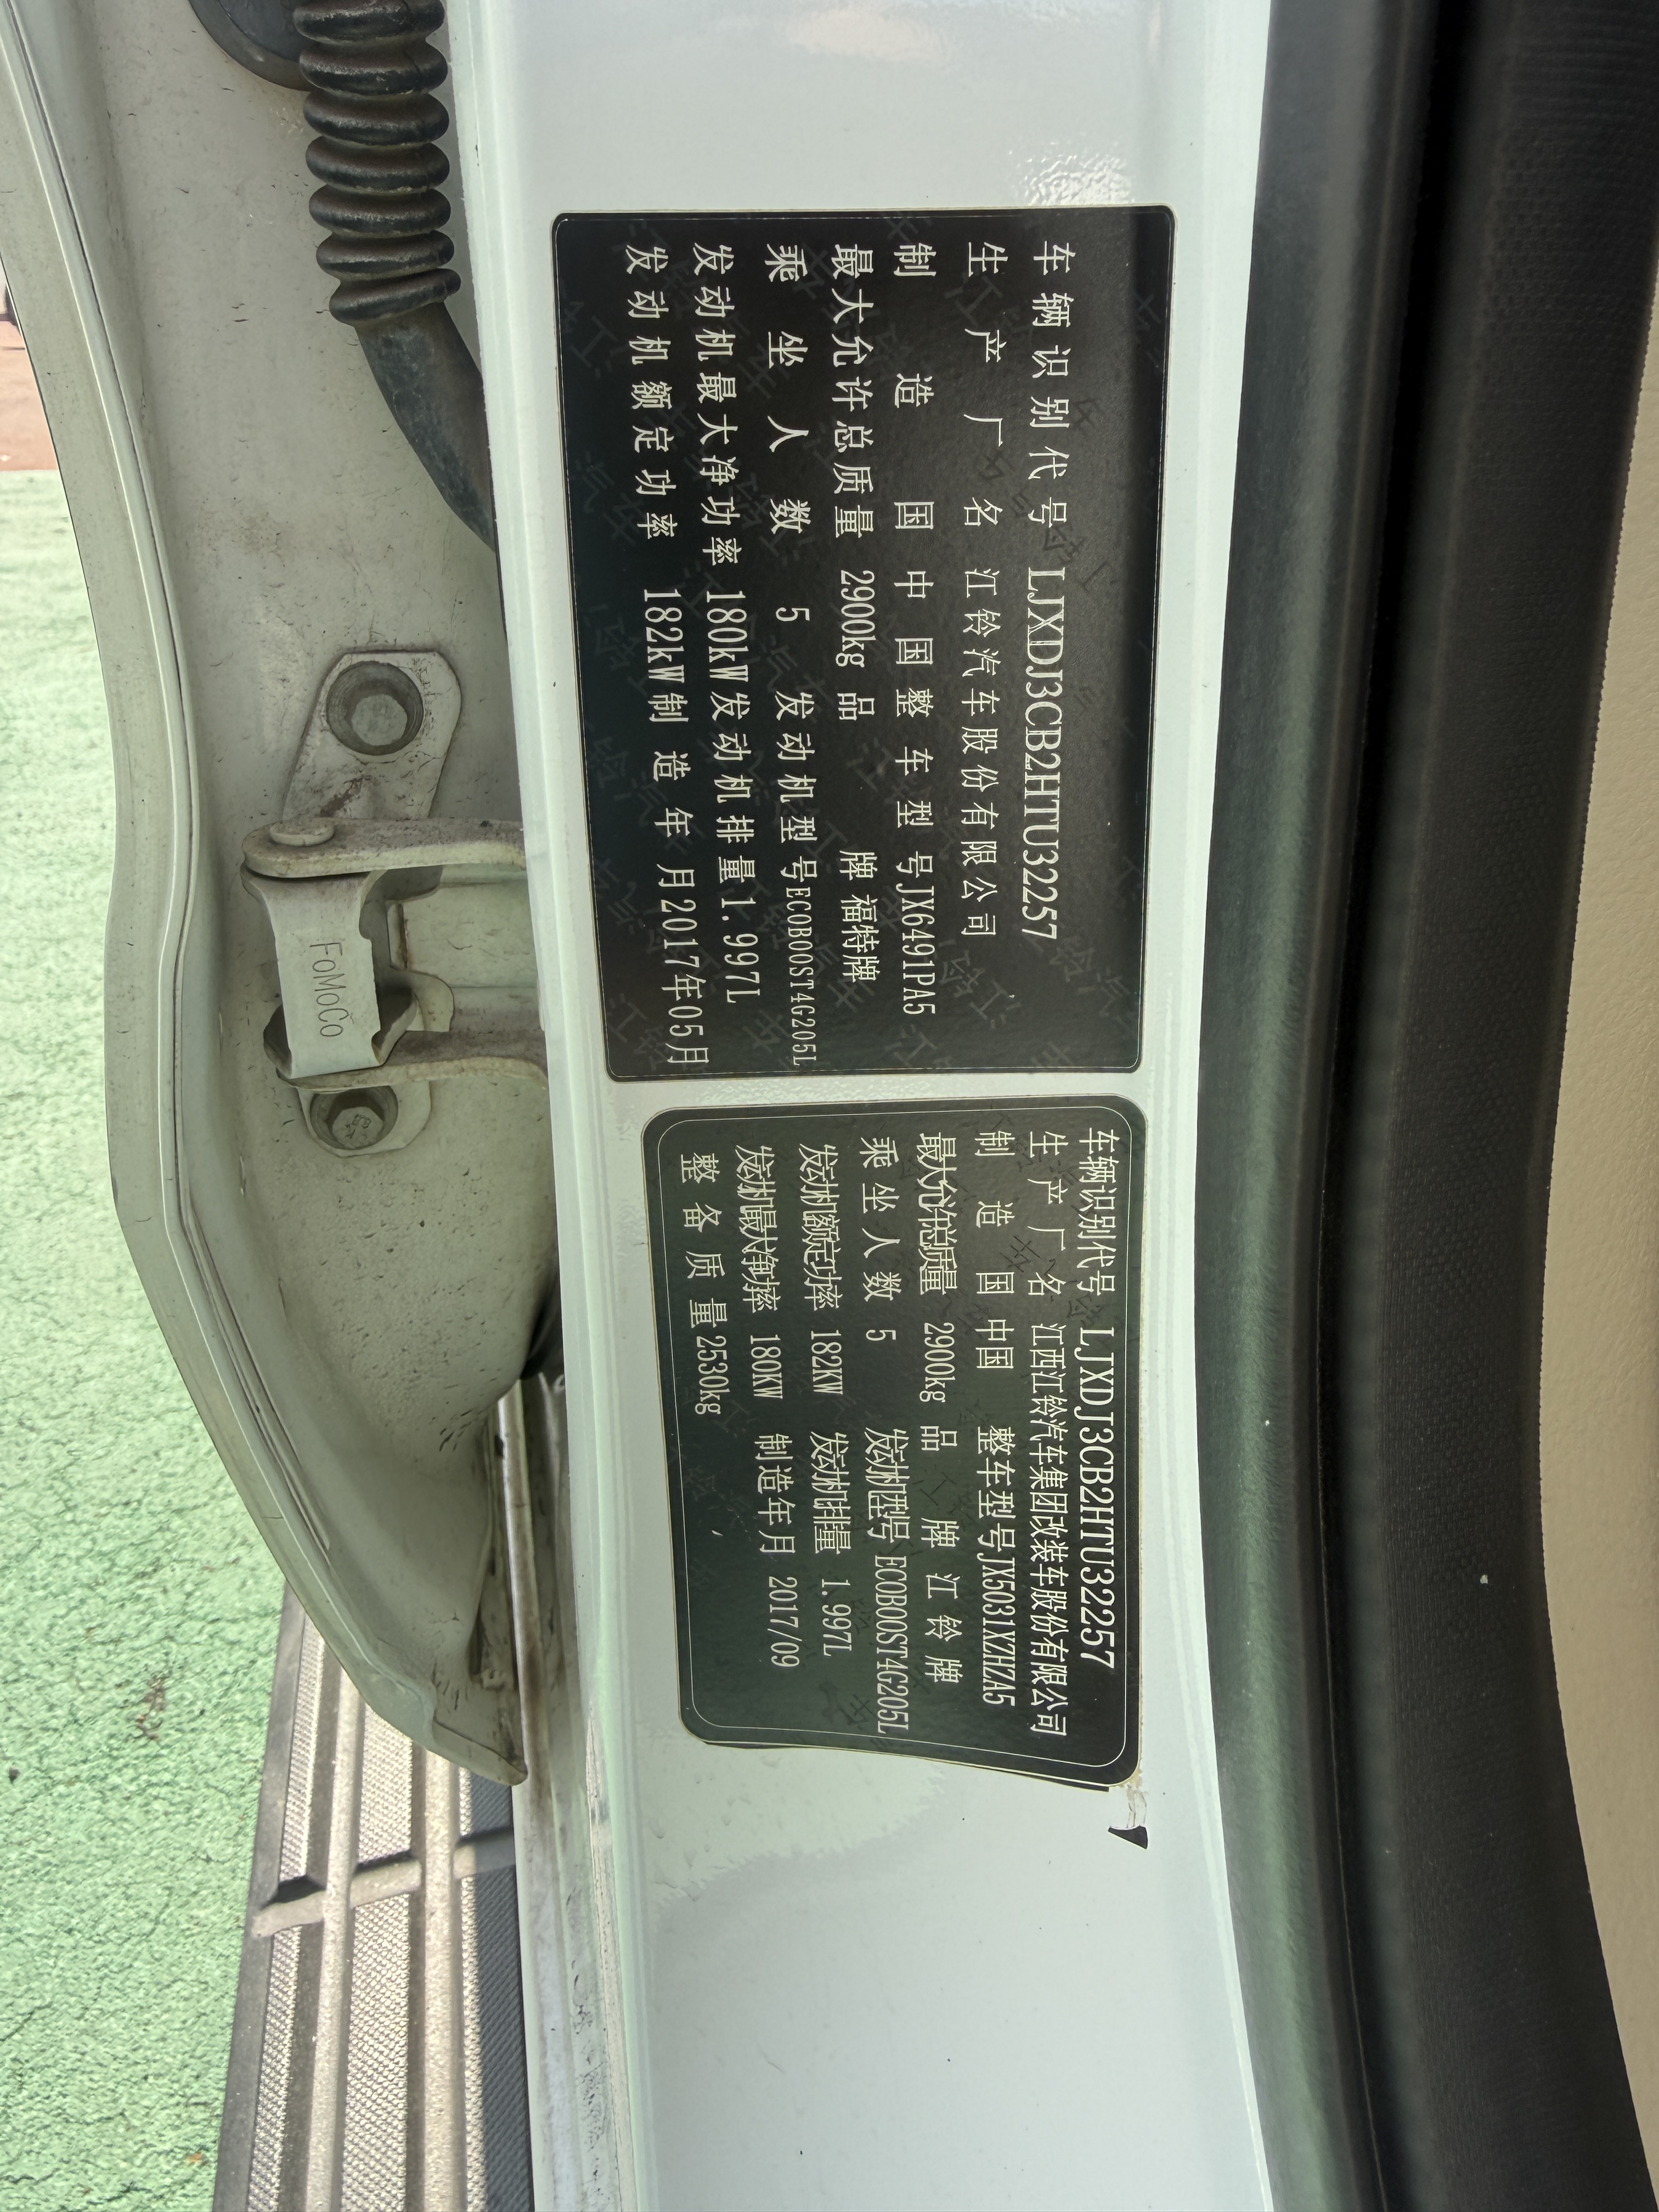 车辆识别代号 LJXDJ3CB2HTU32257
生产厂名 江铃汽车股份有限公司
制造国 中国 整车型号 JX6491PA5
最大允许总质量 2900kg 品牌 福特牌
乘坐人数 5 发动机型号 ECOBOOST4G205L
发动机最大净功率 180kW 发动机排量 1.997L
发动机额定功率 182kW 制造年月 2017年05月
车辆识别代号 LJXDJ3CB2HTU32257
生产厂名 江西江铃汽车集团改装车股份有限公司
制造国 中国 整车型号 JX5031XZHZA5
最大允许总质量 2900kg 品牌 江铃牌
乘坐人数 5 发动机型号 ECOBOOST4G205L
发动机额定功率 182KW 发动机排量 1.997L
发动机最大净功率 180KW 制造年月 2017/09
整备质量 2530kg
FoMoCo